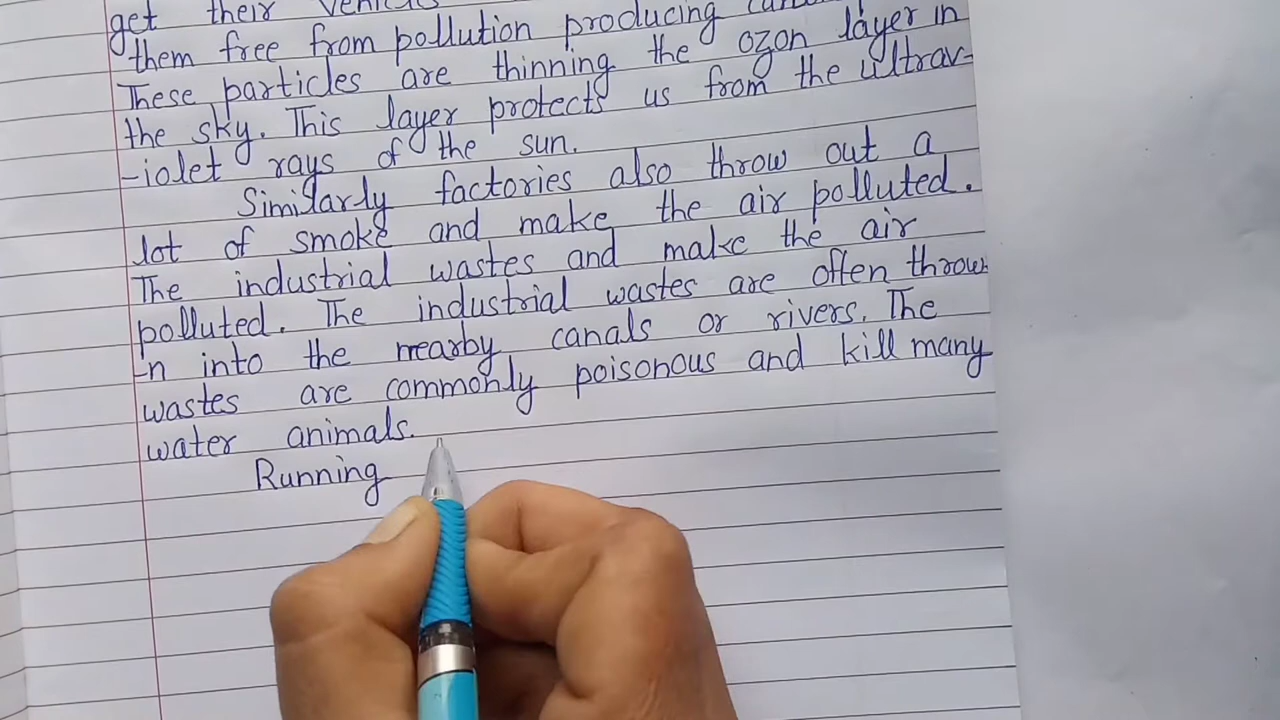 get their
them free from pollution producing
These particles are thinning the ozon layer in
the sky. This layer protects us from the ultrav-
-iolet rays of the sun.
Similarly factories also throw out a
lot of smoke and make the air polluted.
The industrial wastes and make the air
polluted. The industrial wastes are often throw
-n into the nearby canals or rivers. The
wastes are commonly poisonous and kill many
water animals.
Running